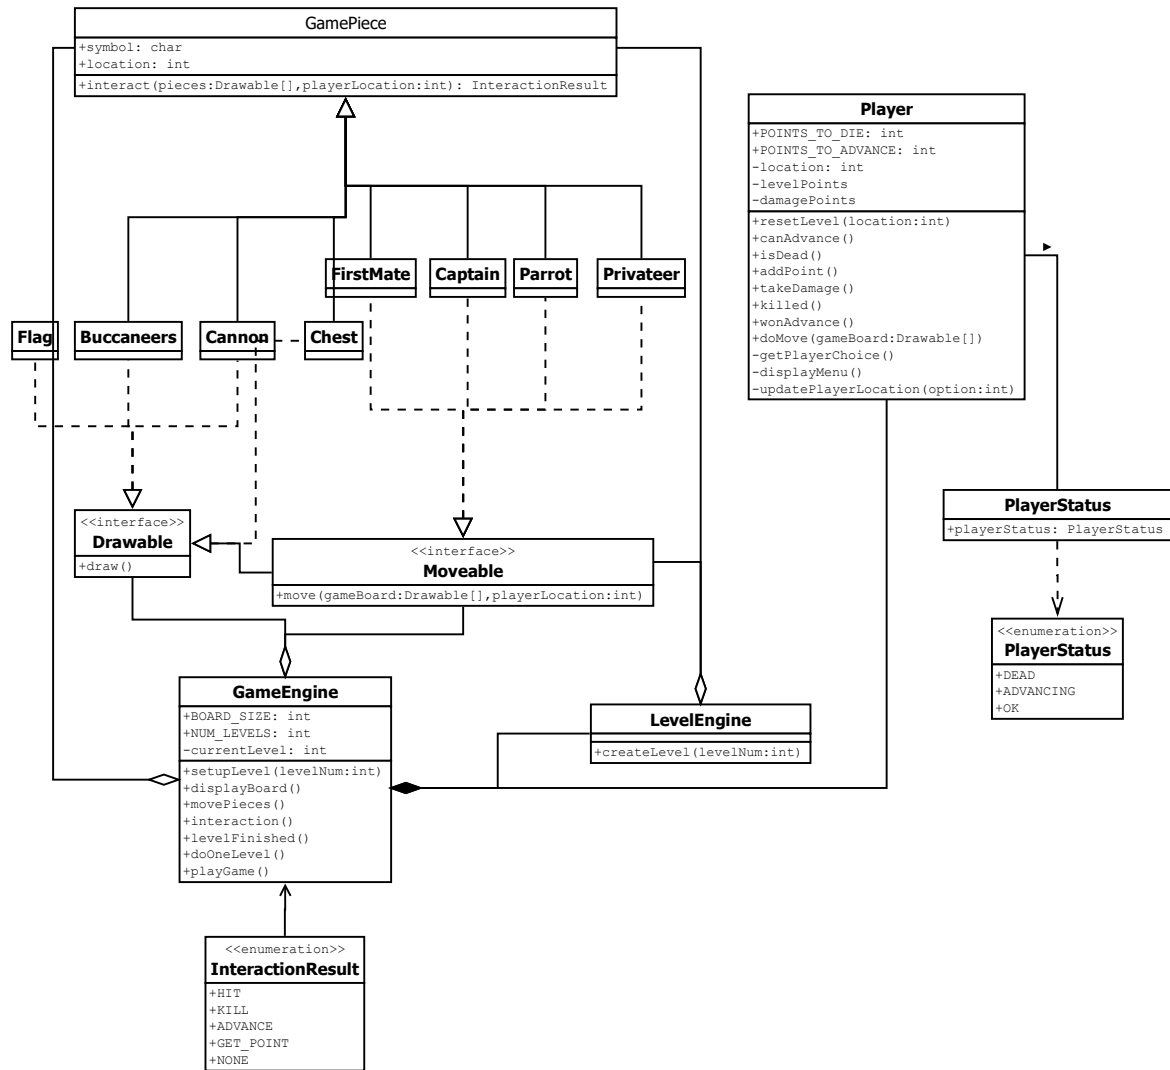 GamePiece
+symbol: char
+location: int
+interact(pieces:Drawable[],playerLocation:int): InteractionResult
Player
+POINTS_TO_DIE: int
+POINTS_TO_ADVANCE: int
-location: int
-levelPoints
-damagePoints
+resetLevel(location:int)
+canAdvance()
+isDead()
+addPoint()
+takeDamage()
+killed()
+wonAdvance()
+doMove(gameBoard:Drawable[])
-getPlayerChoice()
-displayMenu()
-updatePlayerLocation(option:int)
FirstMate
Captain
Parrot
Privateer
Flag
Buccaneers
Cannon
Chest
<<interface>>
Drawable
+draw()
<<interface>>
Moveable
+move(gameBoard:Drawable[],playerLocation:int)
PlayerStatus
+playerStatus: PlayerStatus
<<enumeration>>
PlayerStatus
+DEAD
+ADVANCING
+OK
GameEngine
+BOARD_SIZE: int
+NUM_LEVELS: int
-currentLevel: int
+setupLevel(levelNum:int)
+displayBoard()
+movePieces()
+interaction()
+levelFinished()
+doOneLevel()
+playGame()
LevelEngine
+createLevel(levelNum:int)
<<enumeration>>
InteractionResult
+HIT
+KILL
+ADVANCE
+GET_POINT
+NONE